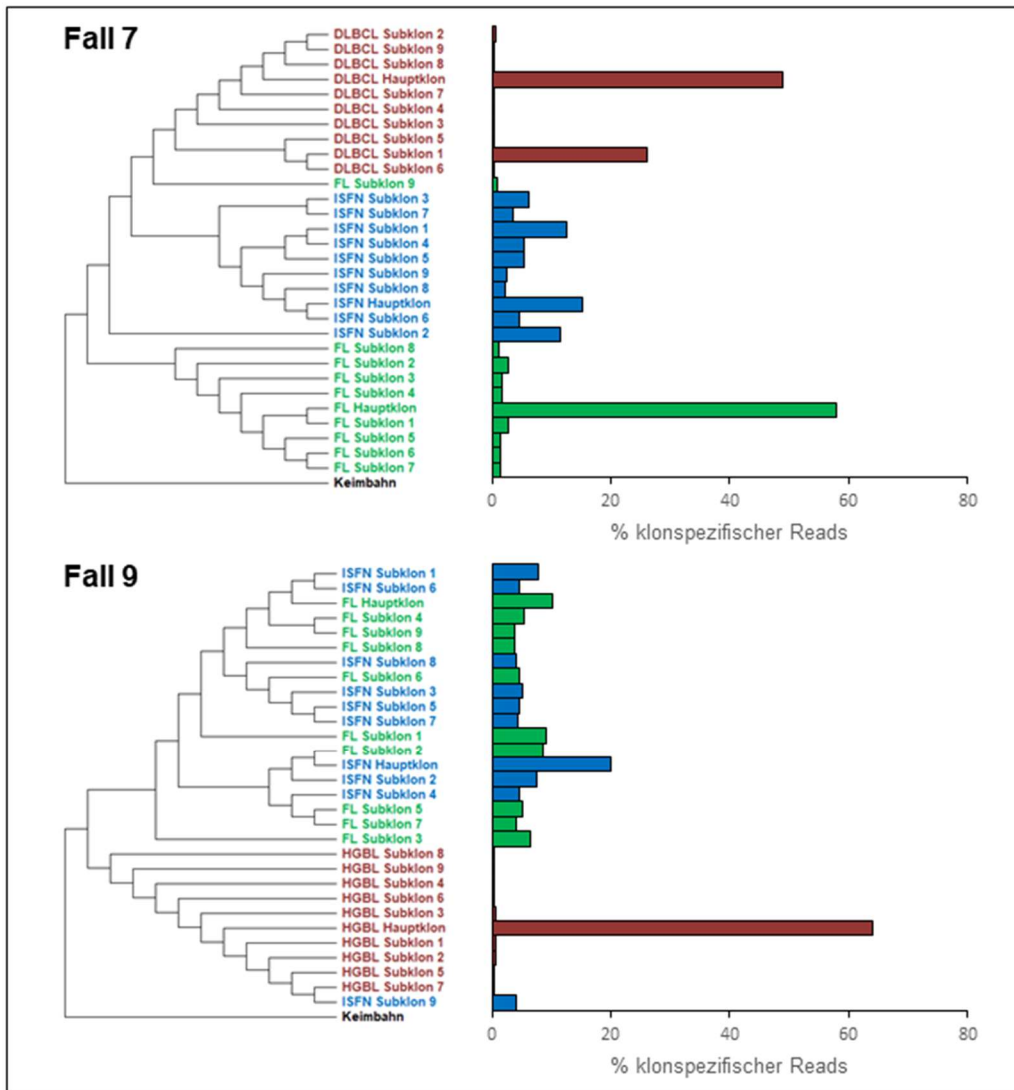 Fall 7
DLBCL Subklon 2
DLBCL Subklon 9
DLBCL Subklon 8
DLBCL Hauptklon
DLBCL Subklon 7
DLBCL Subklon 4
DLBCL Subklon 3
DLBCL Subklon 5
DLBCL Subklon 1
DLBCL Subklon 6
FL Subklon 9
ISFN Subklon 3
ISFN Subklon 7
ISFN Subklon 1
ISFN Subklon 4
ISFN Subklon 5
ISFN Subklon 9
ISFN Subklon 8
ISFN Hauptklon
ISFN Subklon 6
ISFN Subklon 2
FL Subklon 8
FL Subklon 2
FL Subklon 3
FL Subklon 4
FL Hauptklon
FL Subklon 1
FL Subklon 5
FL Subklon 6
FL Subklon 7
Keimbahn
0 20 40 60 80
% klonspezifischer Reads
Fall 9
ISFN Subklon 1
ISFN Subklon 6
FL Hauptklon
FL Subklon 4
FL Subklon 9
FL Subklon 8
ISFN Subklon 8
FL Subklon 6
ISFN Subklon 3
ISFN Subklon 5
ISFN Subklon 7
FL Subklon 1
FL Subklon 2
ISFN Hauptklon
ISFN Subklon 2
ISFN Subklon 4
FL Subklon 5
FL Subklon 7
FL Subklon 3
HGBL Subklon 8
HGBL Subklon 9
HGBL Subklon 4
HGBL Subklon 6
HGBL Subklon 3
HGBL Hauptklon
HGBL Subklon 1
HGBL Subklon 2
HGBL Subklon 5
HGBL Subklon 7
ISFN Subklon 9
Keimbahn
0 20 40 60 80
% klonspezifischer Reads